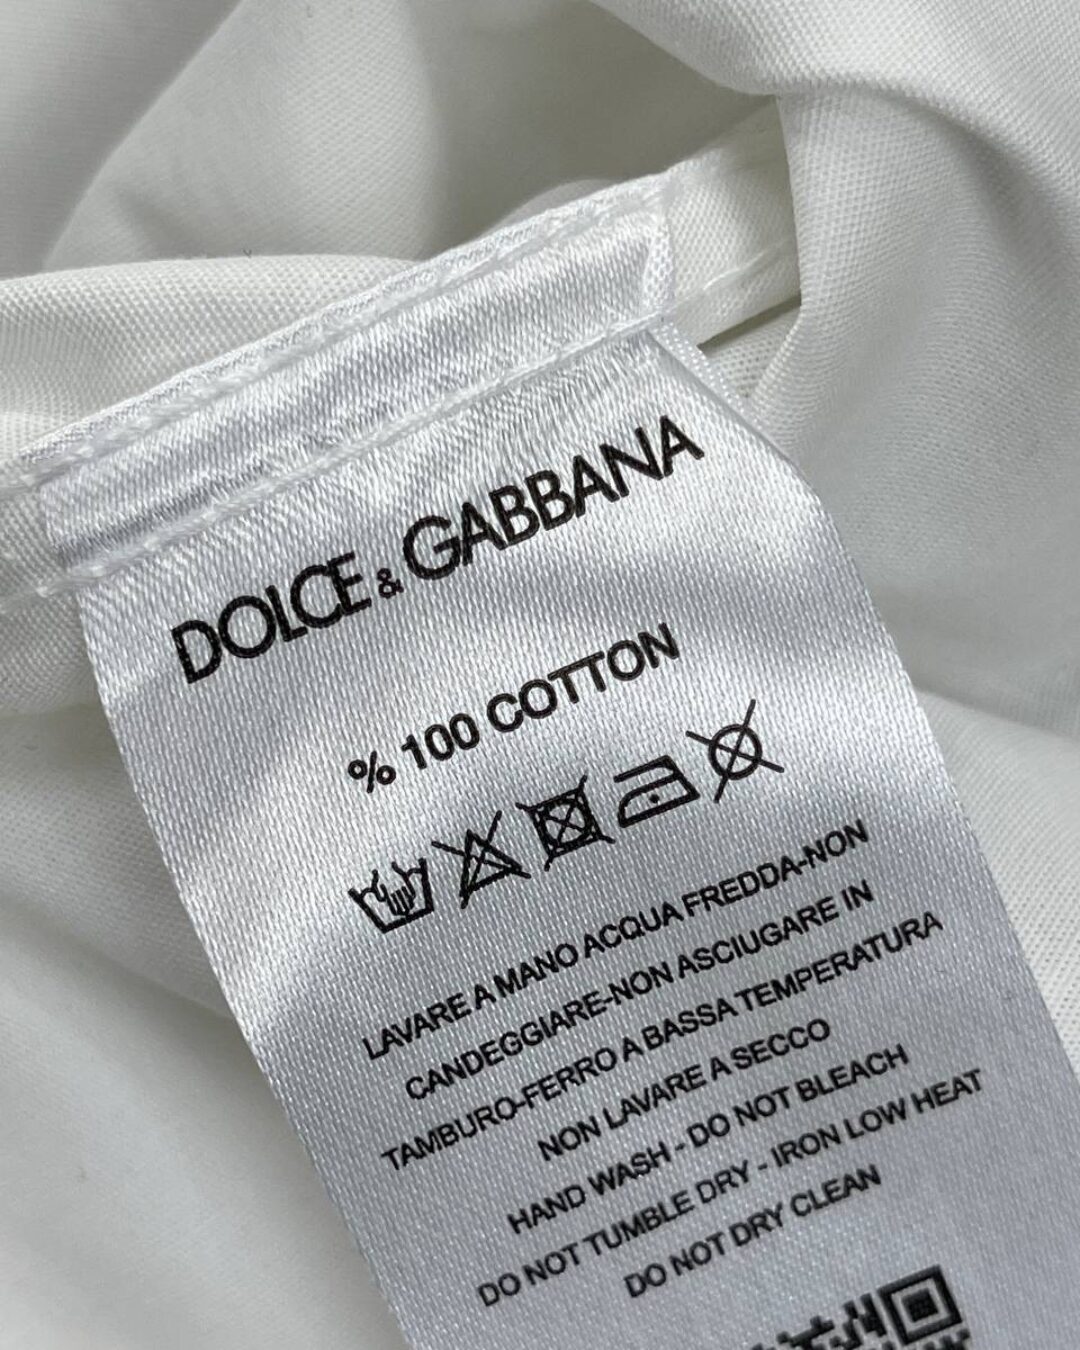 DOLCE & GABBANA
% 100 COTTON
LAVARE A MANO ACQUA FREDDA-NON
CANDEGGIARE-NON ASCIUGARE IN
TAMBURO-FERRO A BASSA TEMPERATURA
NON LAVARE A SECCO
HAND WASH - DO NOT BLEACH
DO NOT TUMBLE DRY - IRON LOW HEAT
DO NOT DRY CLEAN